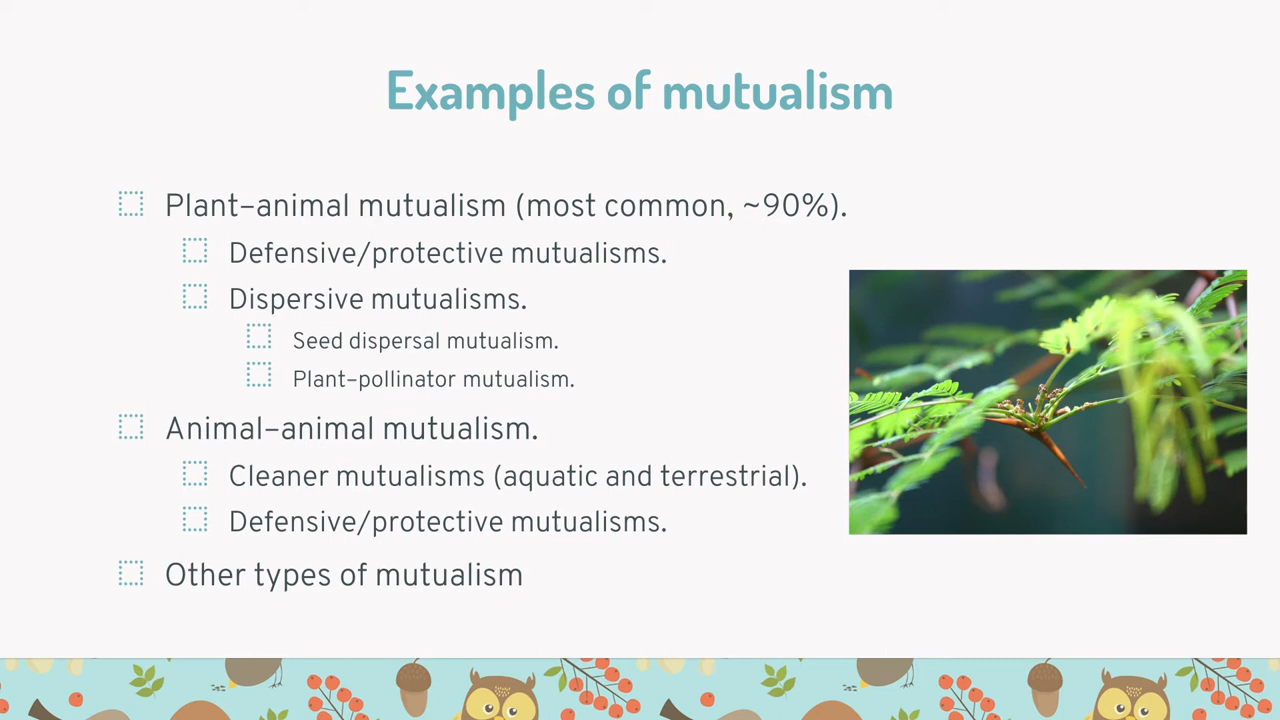 Examples of mutualism
Plant–animal mutualism (most common, ~90%).
Defensive/protective mutualisms.
Dispersive mutualisms.
Seed dispersal mutualism.
Plant–pollinator mutualism.
Animal–animal mutualism.
Cleaner mutualisms (aquatic and terrestrial).
Defensive/protective mutualisms.
Other types of mutualism